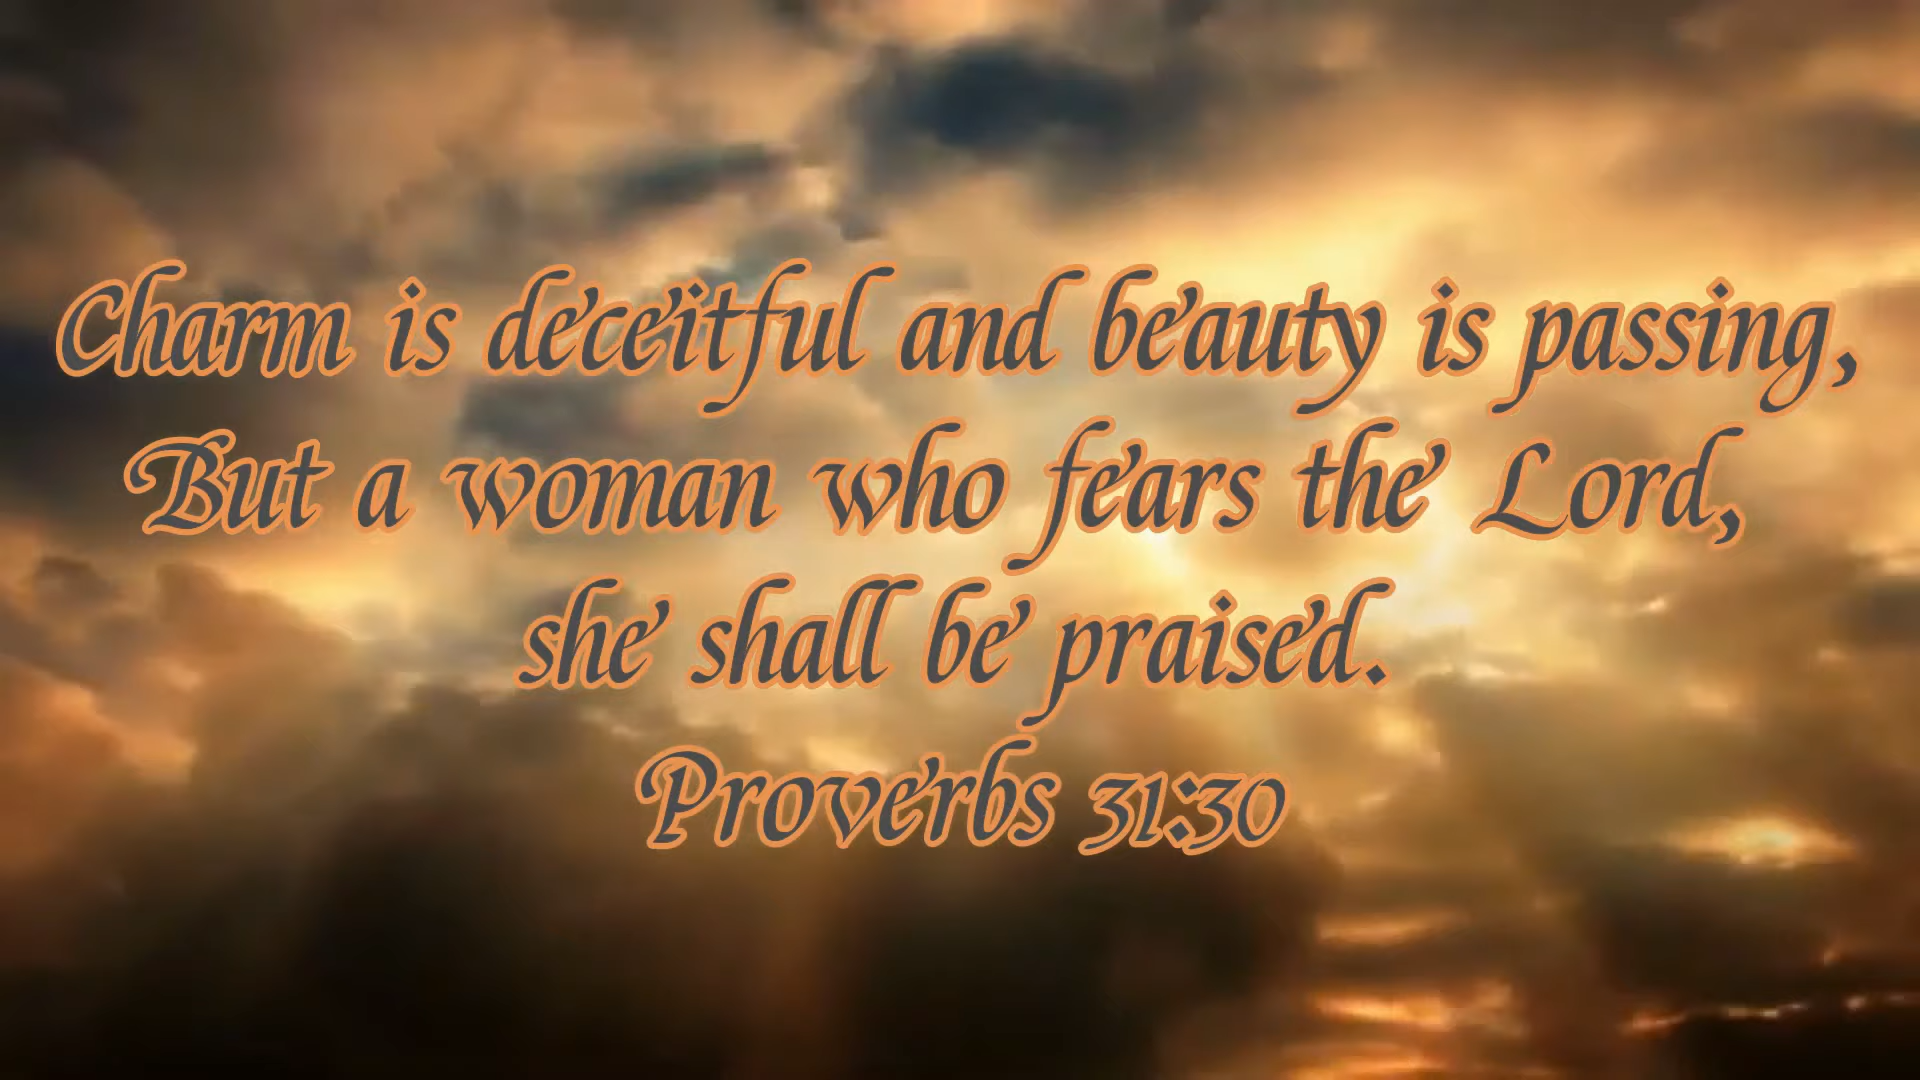 Charm is deceitful and beauty is passing,
But a woman who fears the Lord,
she shall be praised.
Proverbs 31:30